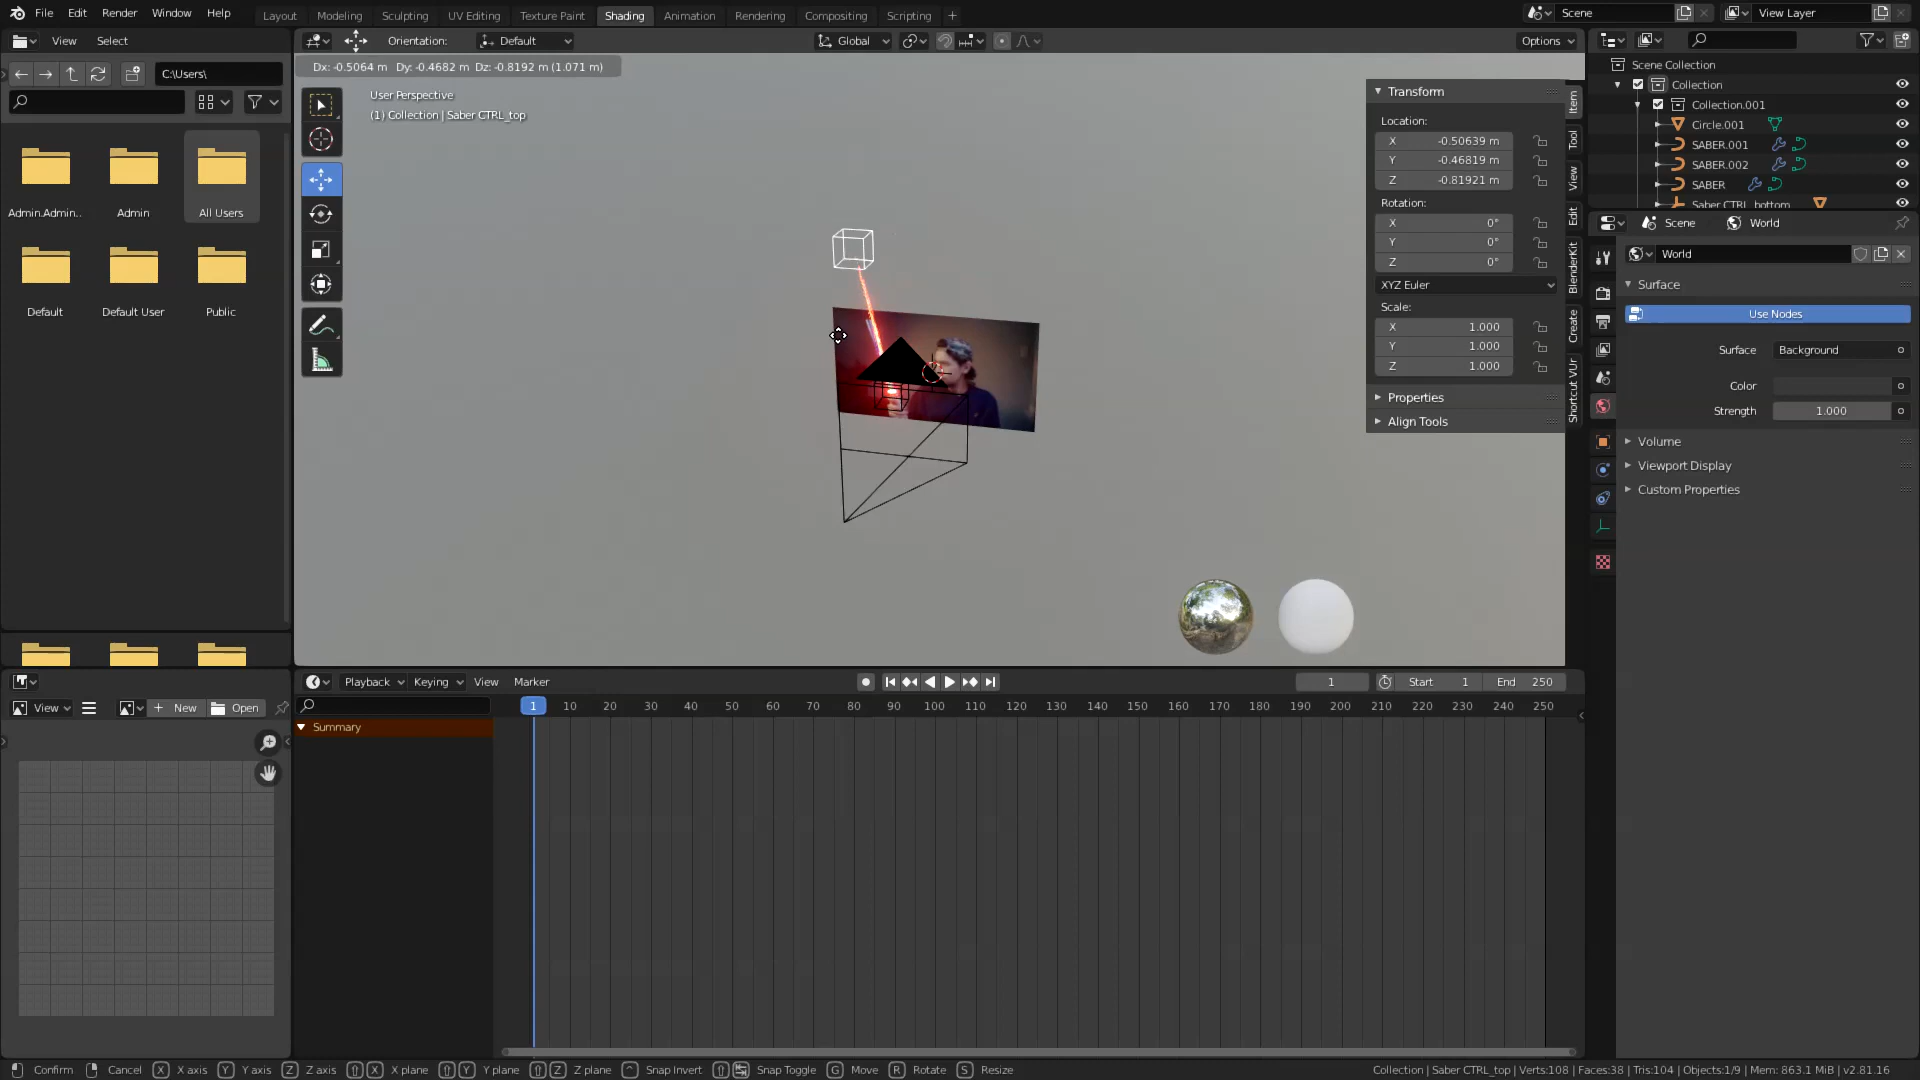 File Edit Render Window Help Layout Modeling Sculpting UV Editing Texture Paint Shading Animation Rendering Compositing Scripting + Scene View Layer
View Select Orientation: Default Global Options
C:\Users\ Dx: -0.5064 m Dy: -0.4682 m Dz: -0.8192 m (1.071 m)
User Perspective
(1) Collection | Saber CTRL_top
Admin.Admin.. Admin All Users
Default Default User Public
Transform
Location:
X -0.50639 m
Y -0.46819 m
Z -0.81921 m
Rotation:
X 0°
Y 0°
Z 0°
XYZ Euler
Scale:
X 1.000
Y 1.000
Z 1.000
Properties
Align Tools
Item
Tool
View
Edit
BlenderKit
Create
Shortcut VUr
Scene Collection
Collection
Collection.001
Circle.001
SABER.001
SABER.002
SABER
Saber CTRL_bottom
Scene World
World
Surface
Use Nodes
Surface Background
Color
Strength 1.000
Volume
Viewport Display
Custom Properties
Playback Keying View Marker 1 Start 1 End 250
View New Open
1 10 20 30 40 50 60 70 80 90 100 110 120 130 140 150 160 170 180 190 200 210 220 230 240 250
Summary
Confirm Cancel X X axis Y Y axis Z Z axis X X plane Y Y plane Z Z plane Snap Invert Snap Toggle G Move R Rotate S Resize Collection | Saber CTRL_top | Verts:108 | Faces:38 | Tris:104 | Objects:1/9 | Mem: 863.1 MiB | v2.81.16